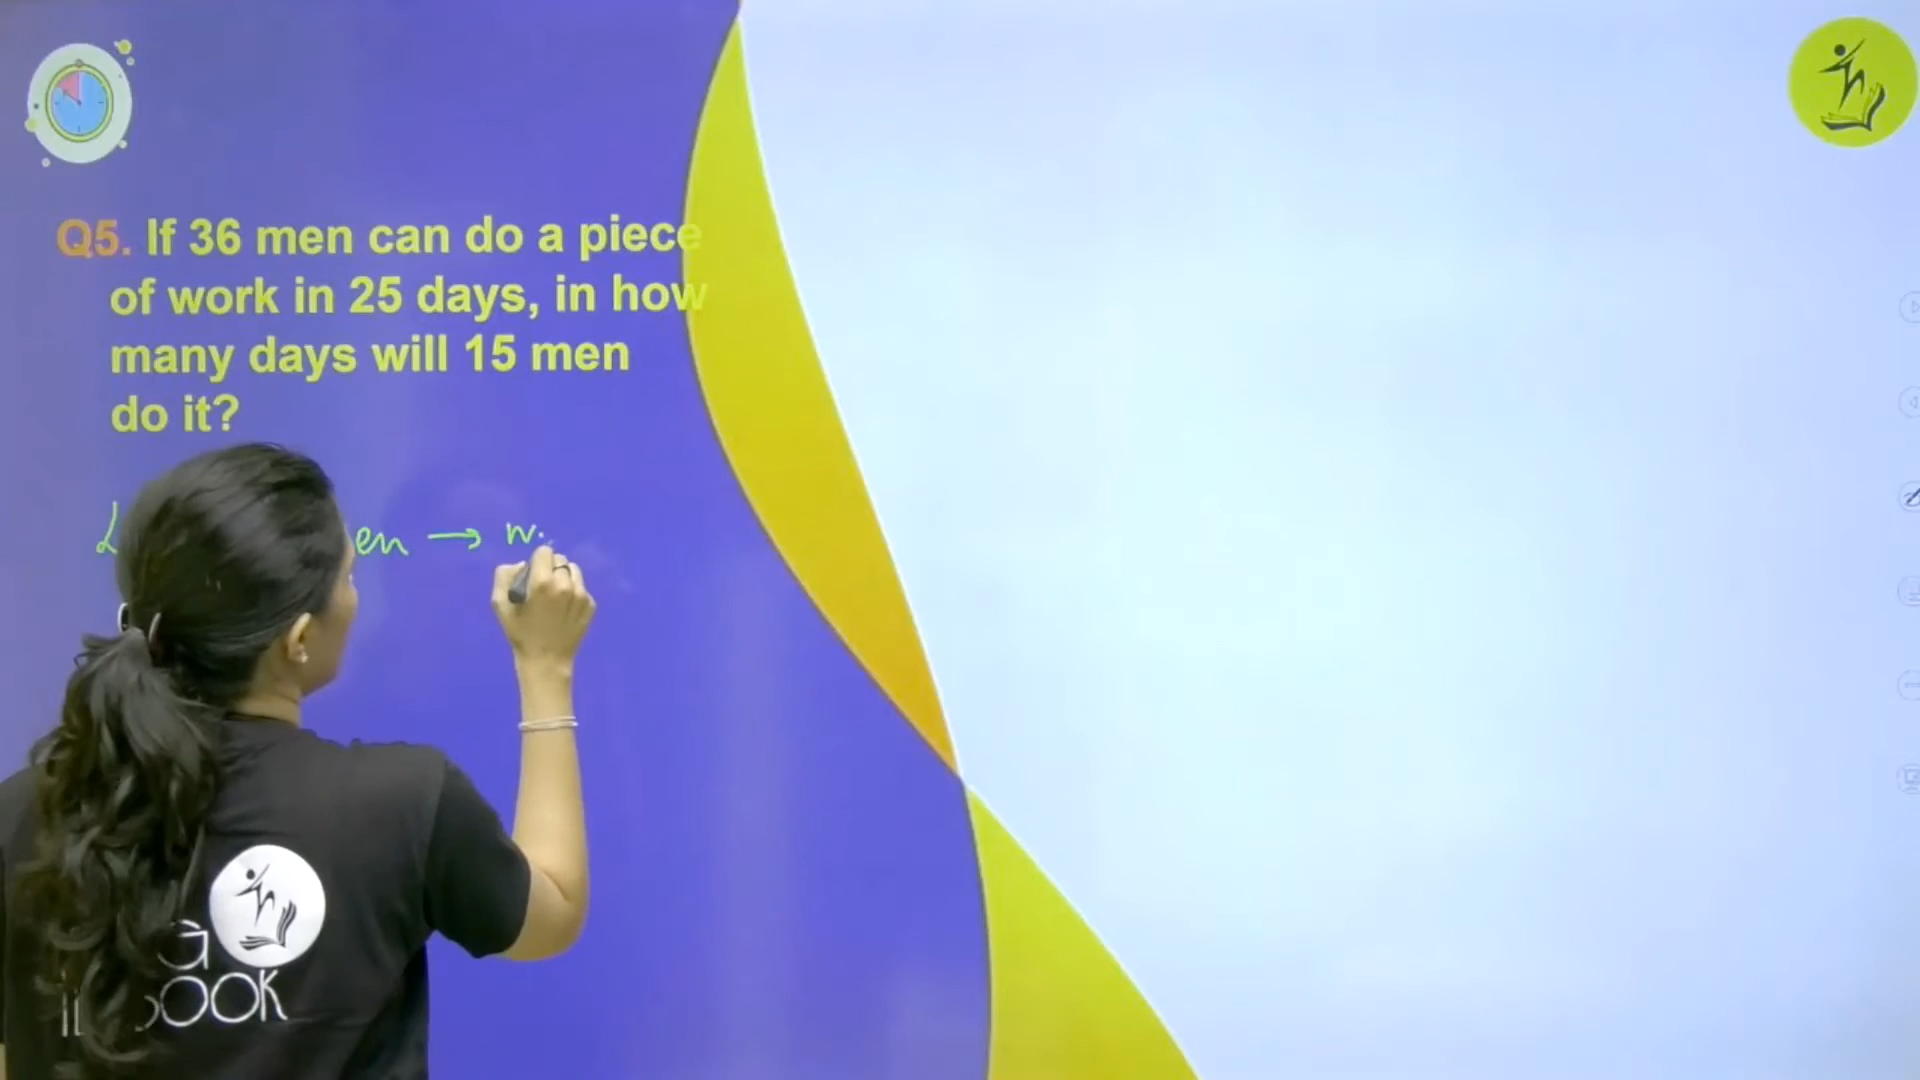 Q5. If 36 men can do a piece
of work in 25 days, in how
many days will 15 men
do it?
en → w.
G
OOK